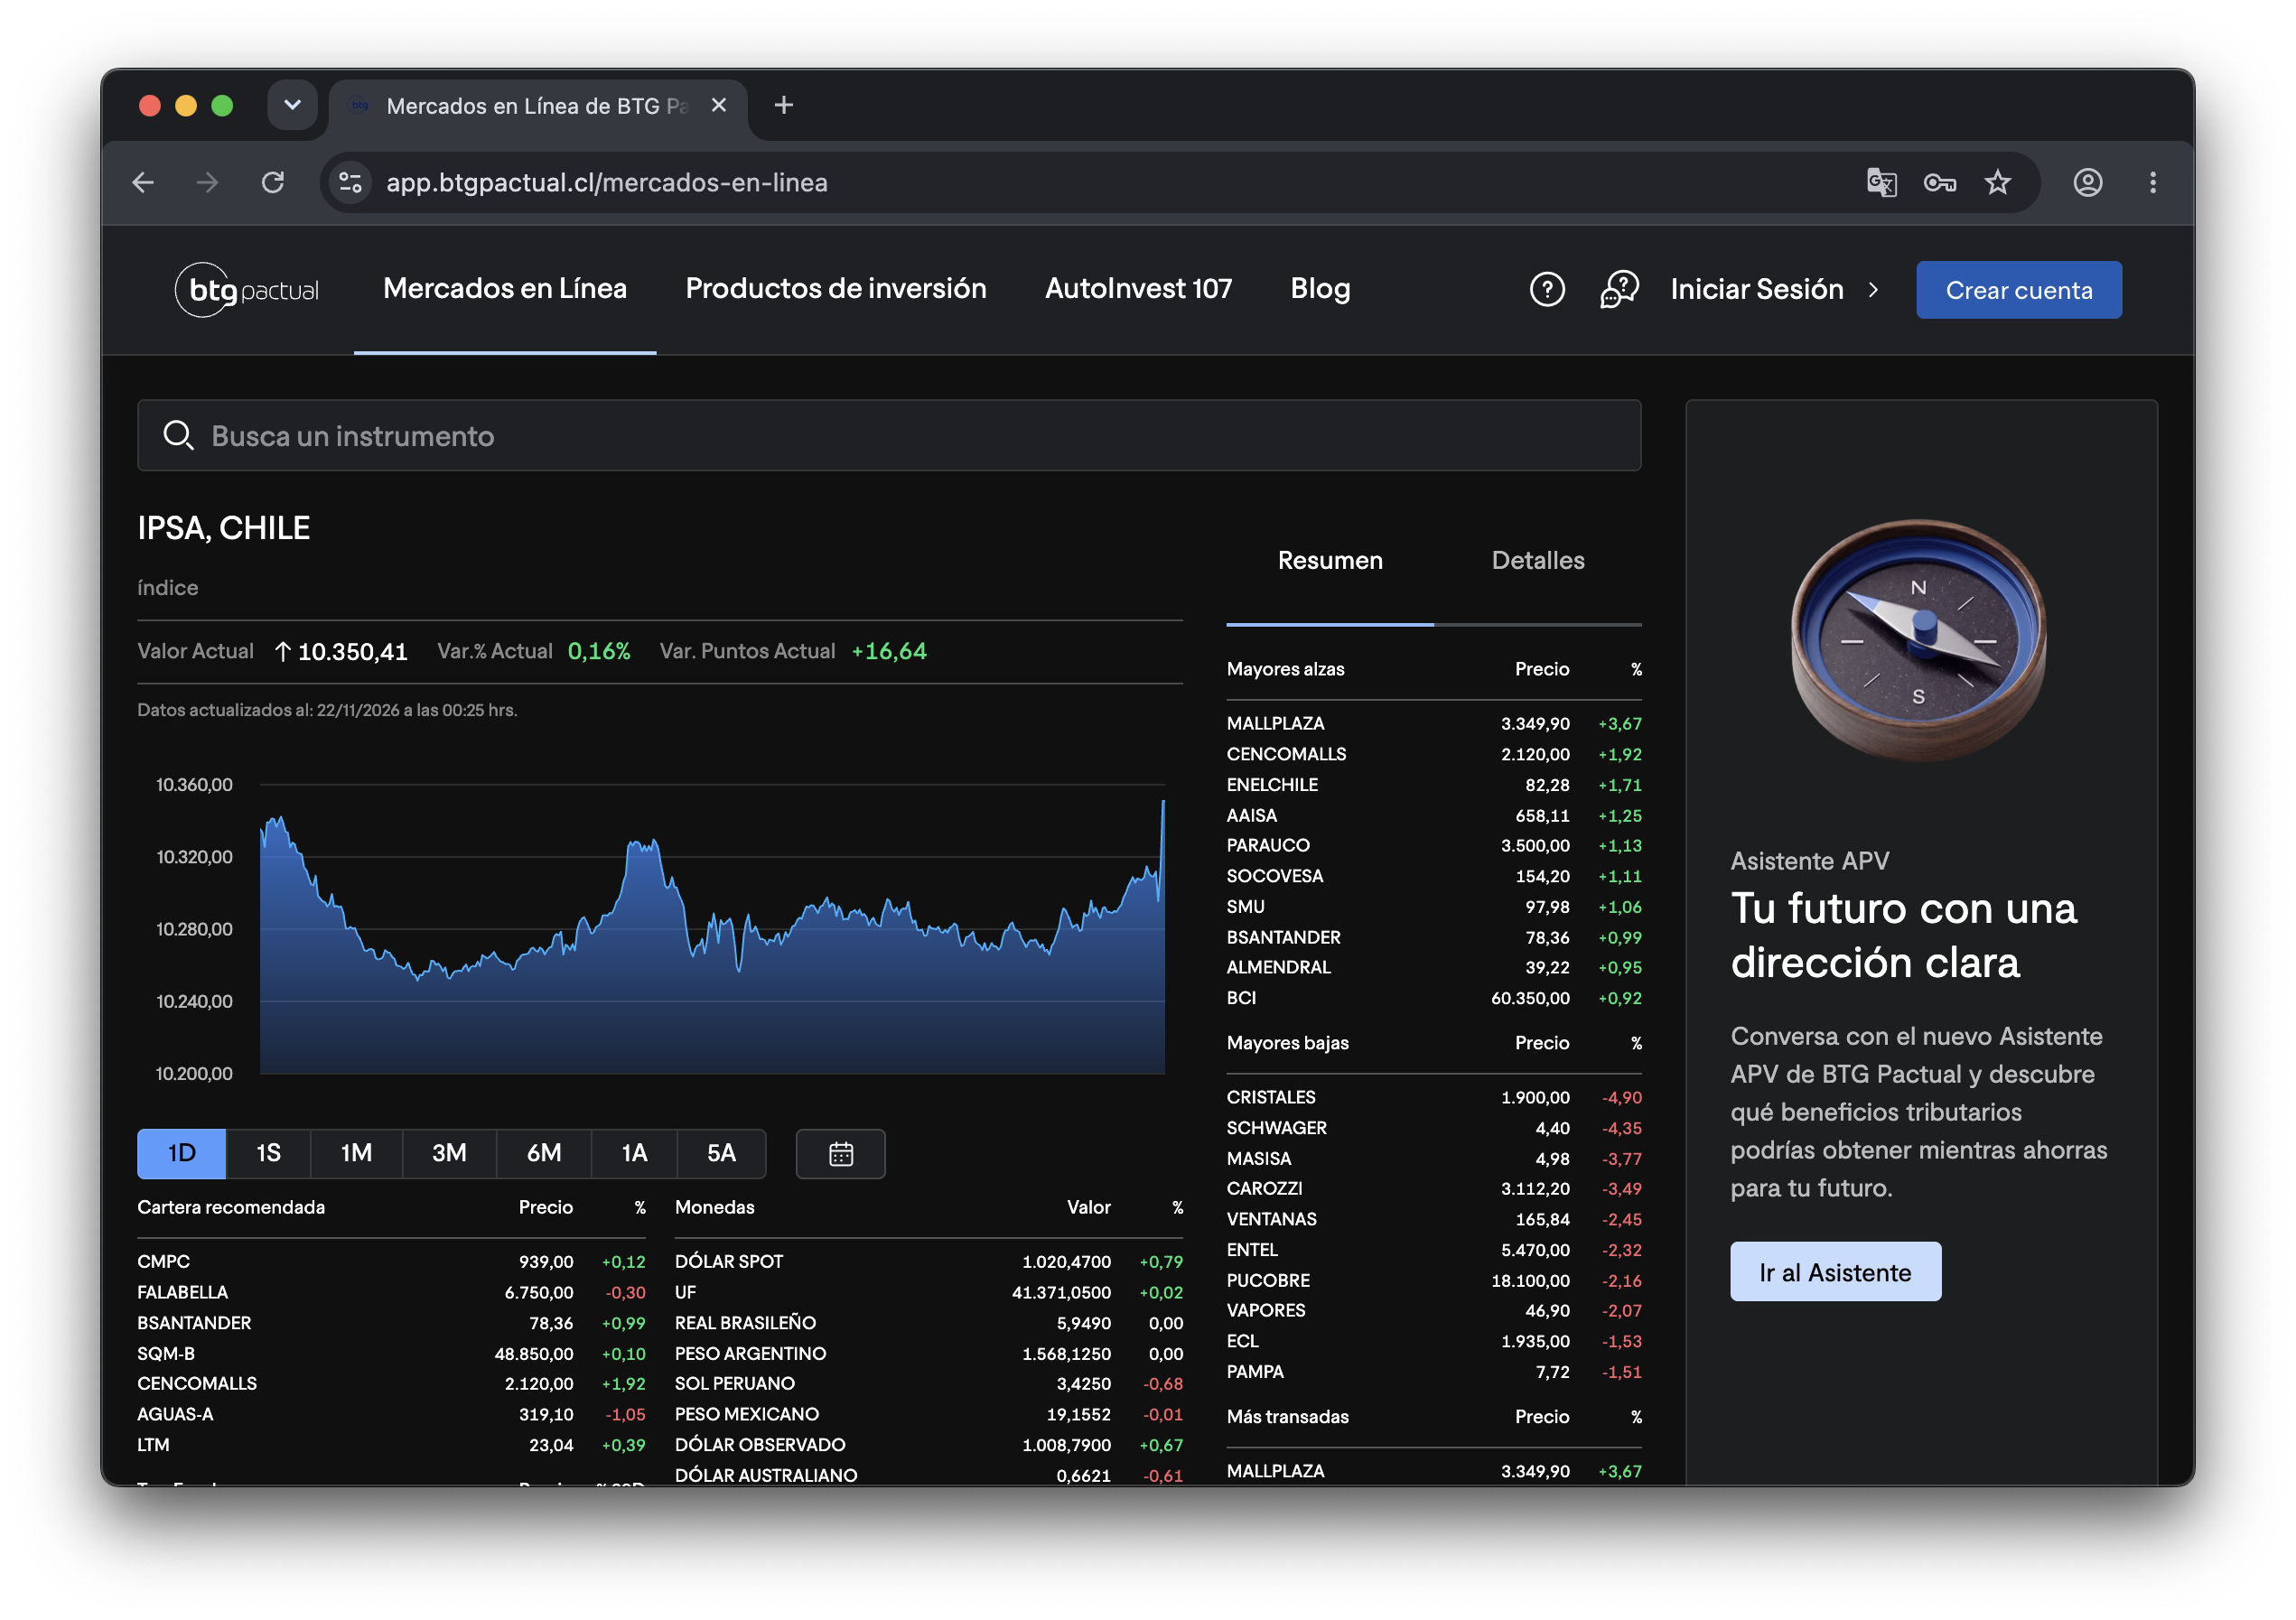 Mercados en Línea de BTG Pa
app.btgpactual.cl/mercados-en-linea
btg pactual
Mercados en Línea
Productos de inversión
AutoInvest 107
Blog
Iniciar Sesión
Crear cuenta
Busca un instrumento
IPSA, CHILE
índice
Valor Actual ↑ 10.350,41 Var.% Actual 0,16% Var. Puntos Actual +16,64
Datos actualizados al: 22/11/2026 a las 00:25 hrs.
10.360,00
10.320,00
10.280,00
10.240,00
10.200,00
1D 1S 1M 3M 6M 1A 5A
Cartera recomendada Precio %
CMPC 939,00 +0,12
FALABELLA 6.750,00 -0,30
BSANTANDER 78,36 +0,99
SQM-B 48.850,00 +0,10
CENCOMALLS 2.120,00 +1,92
AGUAS-A 319,10 -1,05
LTM 23,04 +0,39
Monedas Valor %
DÓLAR SPOT 1.020,4700 +0,79
UF 41.371,0500 +0,02
REAL BRASILEÑO 5,9490 0,00
PESO ARGENTINO 1.568,1250 0,00
SOL PERUANO 3,4250 -0,68
PESO MEXICANO 19,1552 -0,01
DÓLAR OBSERVADO 1.008,7900 +0,67
DÓLAR AUSTRALIANO 0,6621 -0,61
Resumen Detalles
Mayores alzas Precio %
MALLPLAZA 3.349,90 +3,67
CENCOMALLS 2.120,00 +1,92
ENELCHILE 82,28 +1,71
AAISA 658,11 +1,25
PARAUCO 3.500,00 +1,13
SOCOVESA 154,20 +1,11
SMU 97,98 +1,06
BSANTANDER 78,36 +0,99
ALMENDRAL 39,22 +0,95
BCI 60.350,00 +0,92
Mayores bajas Precio %
CRISTALES 1.900,00 -4,90
SCHWAGER 4,40 -4,35
MASISA 4,98 -3,77
CAROZZI 3.112,20 -3,49
VENTANAS 165,84 -2,45
ENTEL 5.470,00 -2,32
PUCOBRE 18.100,00 -2,16
VAPORES 46,90 -2,07
ECL 1.935,00 -1,53
PAMPA 7,72 -1,51
Más transadas Precio %
MALLPLAZA 3.349,90 +3,67
N
S
Asistente APV
Tu futuro con una
dirección clara
Conversa con el nuevo Asistente
APV de BTG Pactual y descubre
qué beneficios tributarios
podrías obtener mientras ahorras
para tu futuro.
Ir al Asistente